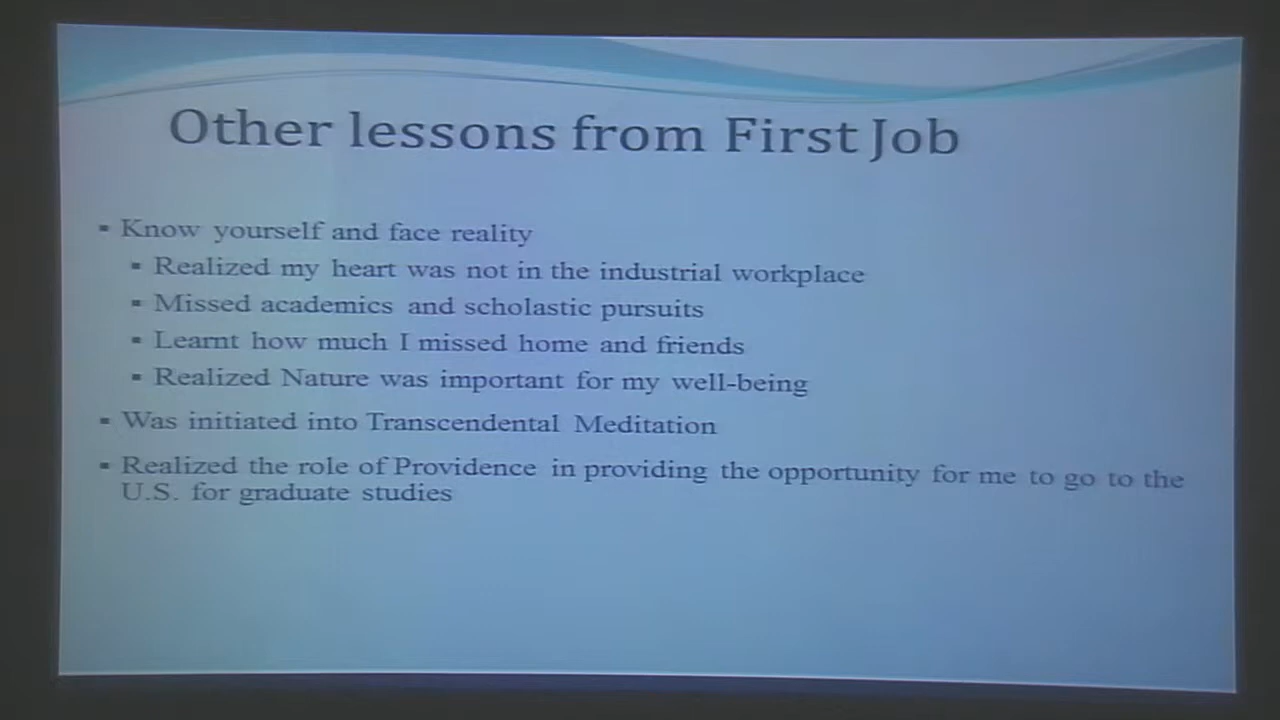 Other lessons from First Job
▪ Know yourself and face reality
▪ Realized my heart was not in the industrial workplace
▪ Missed academics and scholastic pursuits
▪ Learnt how much I missed home and friends
▪ Realized Nature was important for my well-being
▪ Was initiated into Transcendental Meditation
▪ Realized the role of Providence in providing the opportunity for me to go to the
U.S. for graduate studies